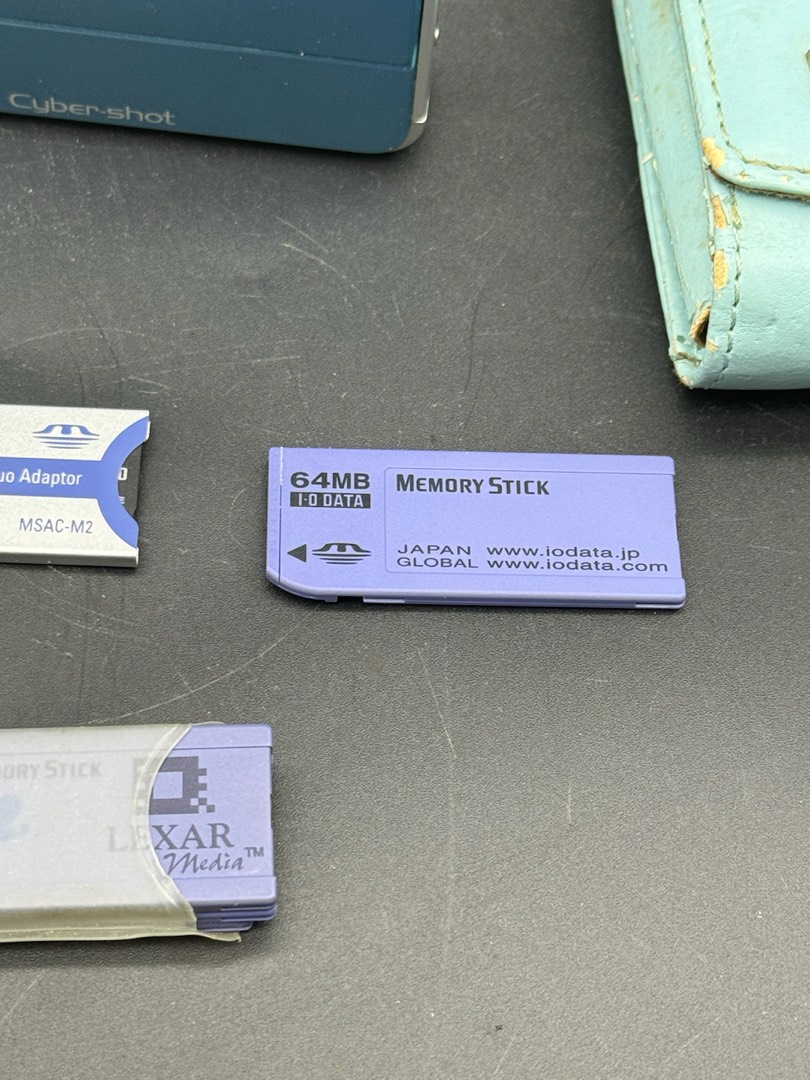 Cyber-shot
uo Adaptor
MSAC-M2
64MB
I·O DATA
MEMORY STICK
JAPAN www.iodata.jp
GLOBAL www.iodata.com
ORY STICK
LEXAR
Media™